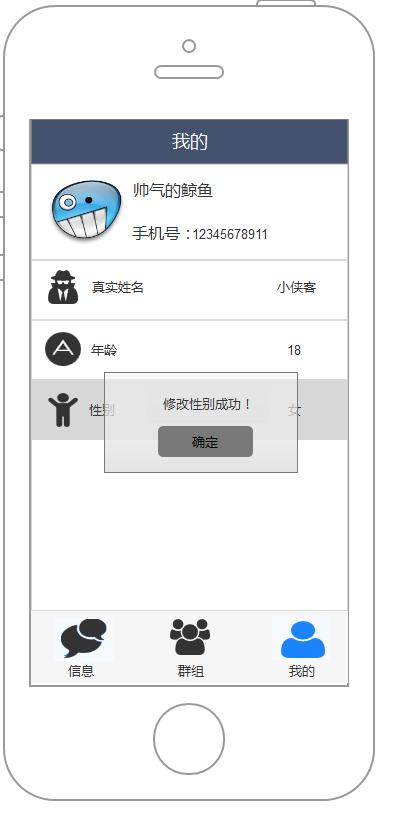 我的
帅气的鲸鱼
手机号：12345678911
真实姓名 小侠客
年龄 18
性别 女
修改性别成功！
确定
信息 群组 我的